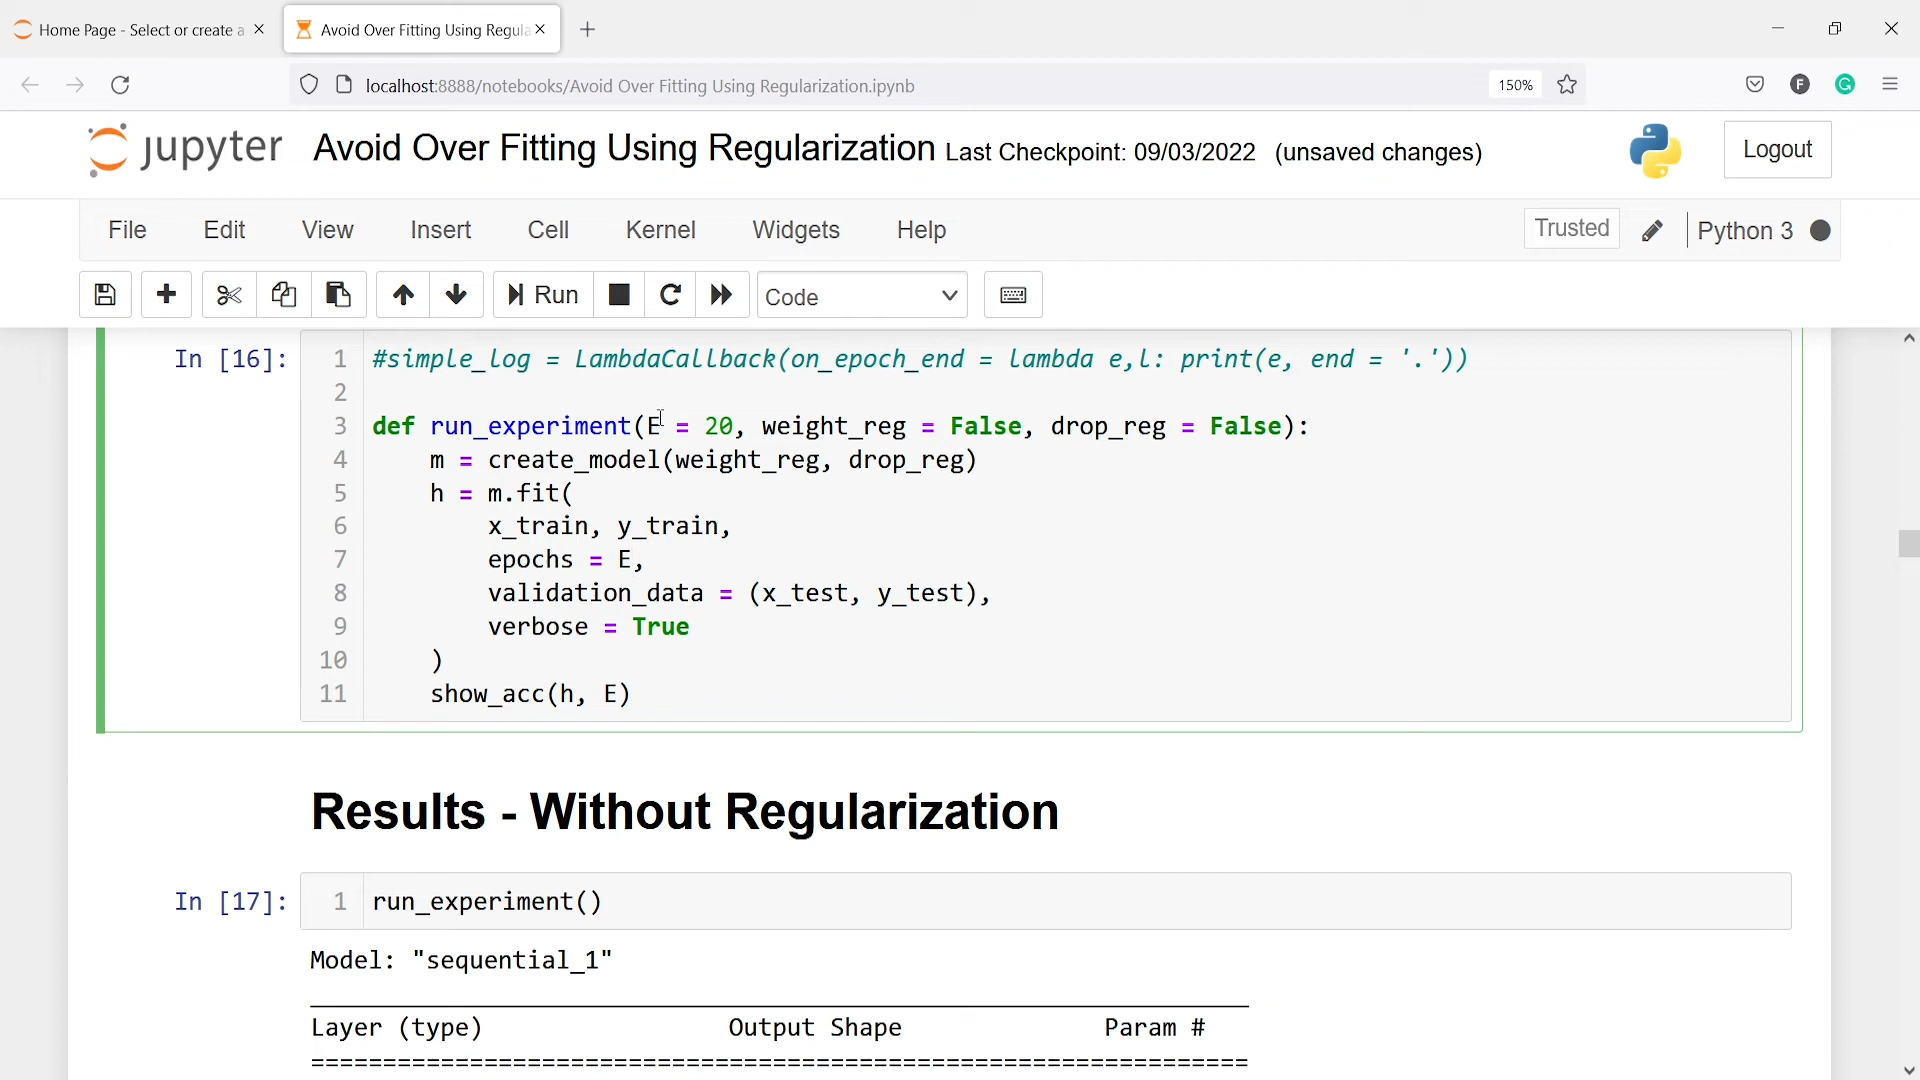 Home Page - Select or create a
Avoid Over Fitting Using Regula
localhost:8888/notebooks/Avoid Over Fitting Using Regularization.ipynb
150%
F
G
jupyter Avoid Over Fitting Using Regularization Last Checkpoint: 09/03/2022 (unsaved changes)
Logout
File Edit View Insert Cell Kernel Widgets Help
Trusted
Python 3
Run
Code
In [16]:
1 #simple_log = LambdaCallback(on_epoch_end = lambda e,l: print(e, end = '.'))
2
3 def run_experiment(E = 20, weight_reg = False, drop_reg = False):
4 m = create_model(weight_reg, drop_reg)
5 h = m.fit(
6 x_train, y_train,
7 epochs = E,
8 validation_data = (x_test, y_test),
9 verbose = True
10 )
11 show_acc(h, E)
Results - Without Regularization
In [17]:
1 run_experiment()
Model: "sequential_1"
Layer (type) Output Shape Param #
=================================================================